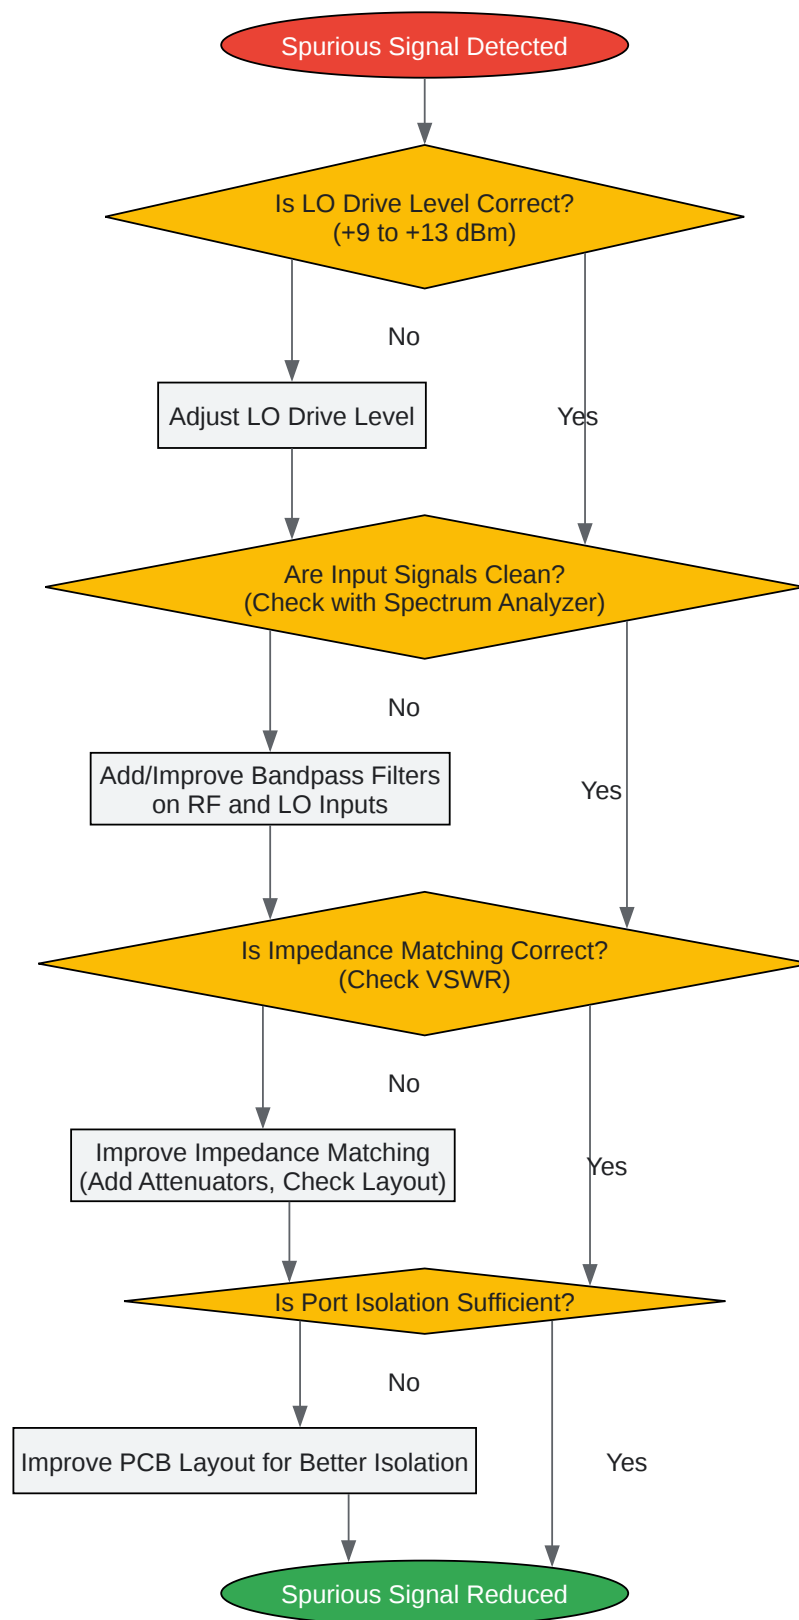 Spurious Signal Detected
Is LO Drive Level Correct?
(+9 to +13 dBm)
No
Adjust LO Drive Level
Yes
Are Input Signals Clean?
(Check with Spectrum Analyzer)
No
Add/Improve Bandpass Filters
on RF and LO Inputs
Yes
Is Impedance Matching Correct?
(Check VSWR)
No
Improve Impedance Matching
(Add Attenuators, Check Layout)
Yes
Is Port Isolation Sufficient?
No
Improve PCB Layout for Better Isolation
Yes
Spurious Signal Reduced